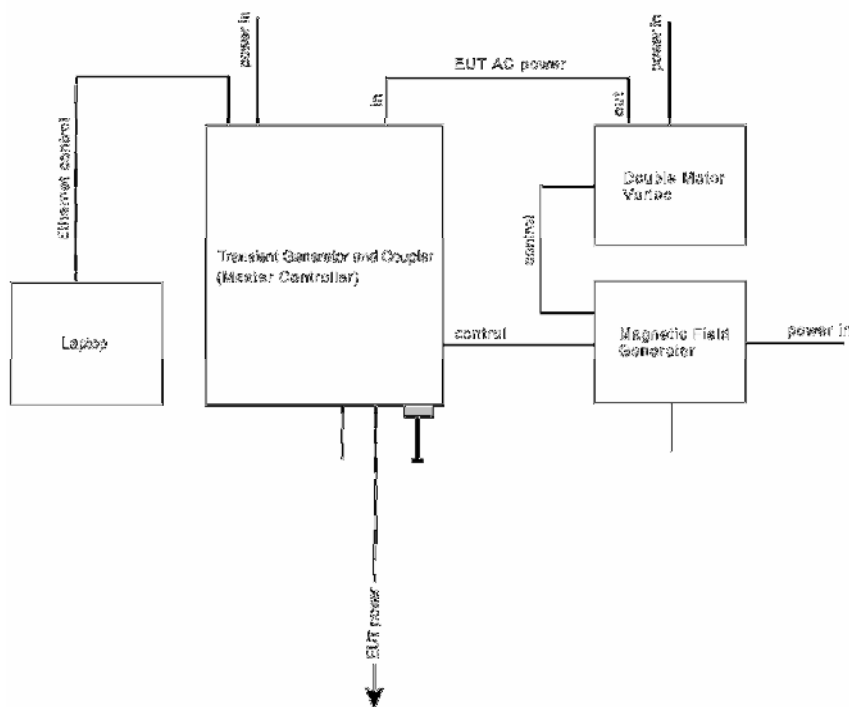 power in
power in
EUT AC power
in
out
Ethernet control
Double Motor
Variac
control
Transient Generator and Coupler
(Master Controller)
Laptop
control
Magnetic Field
Generator
power in
EUT power